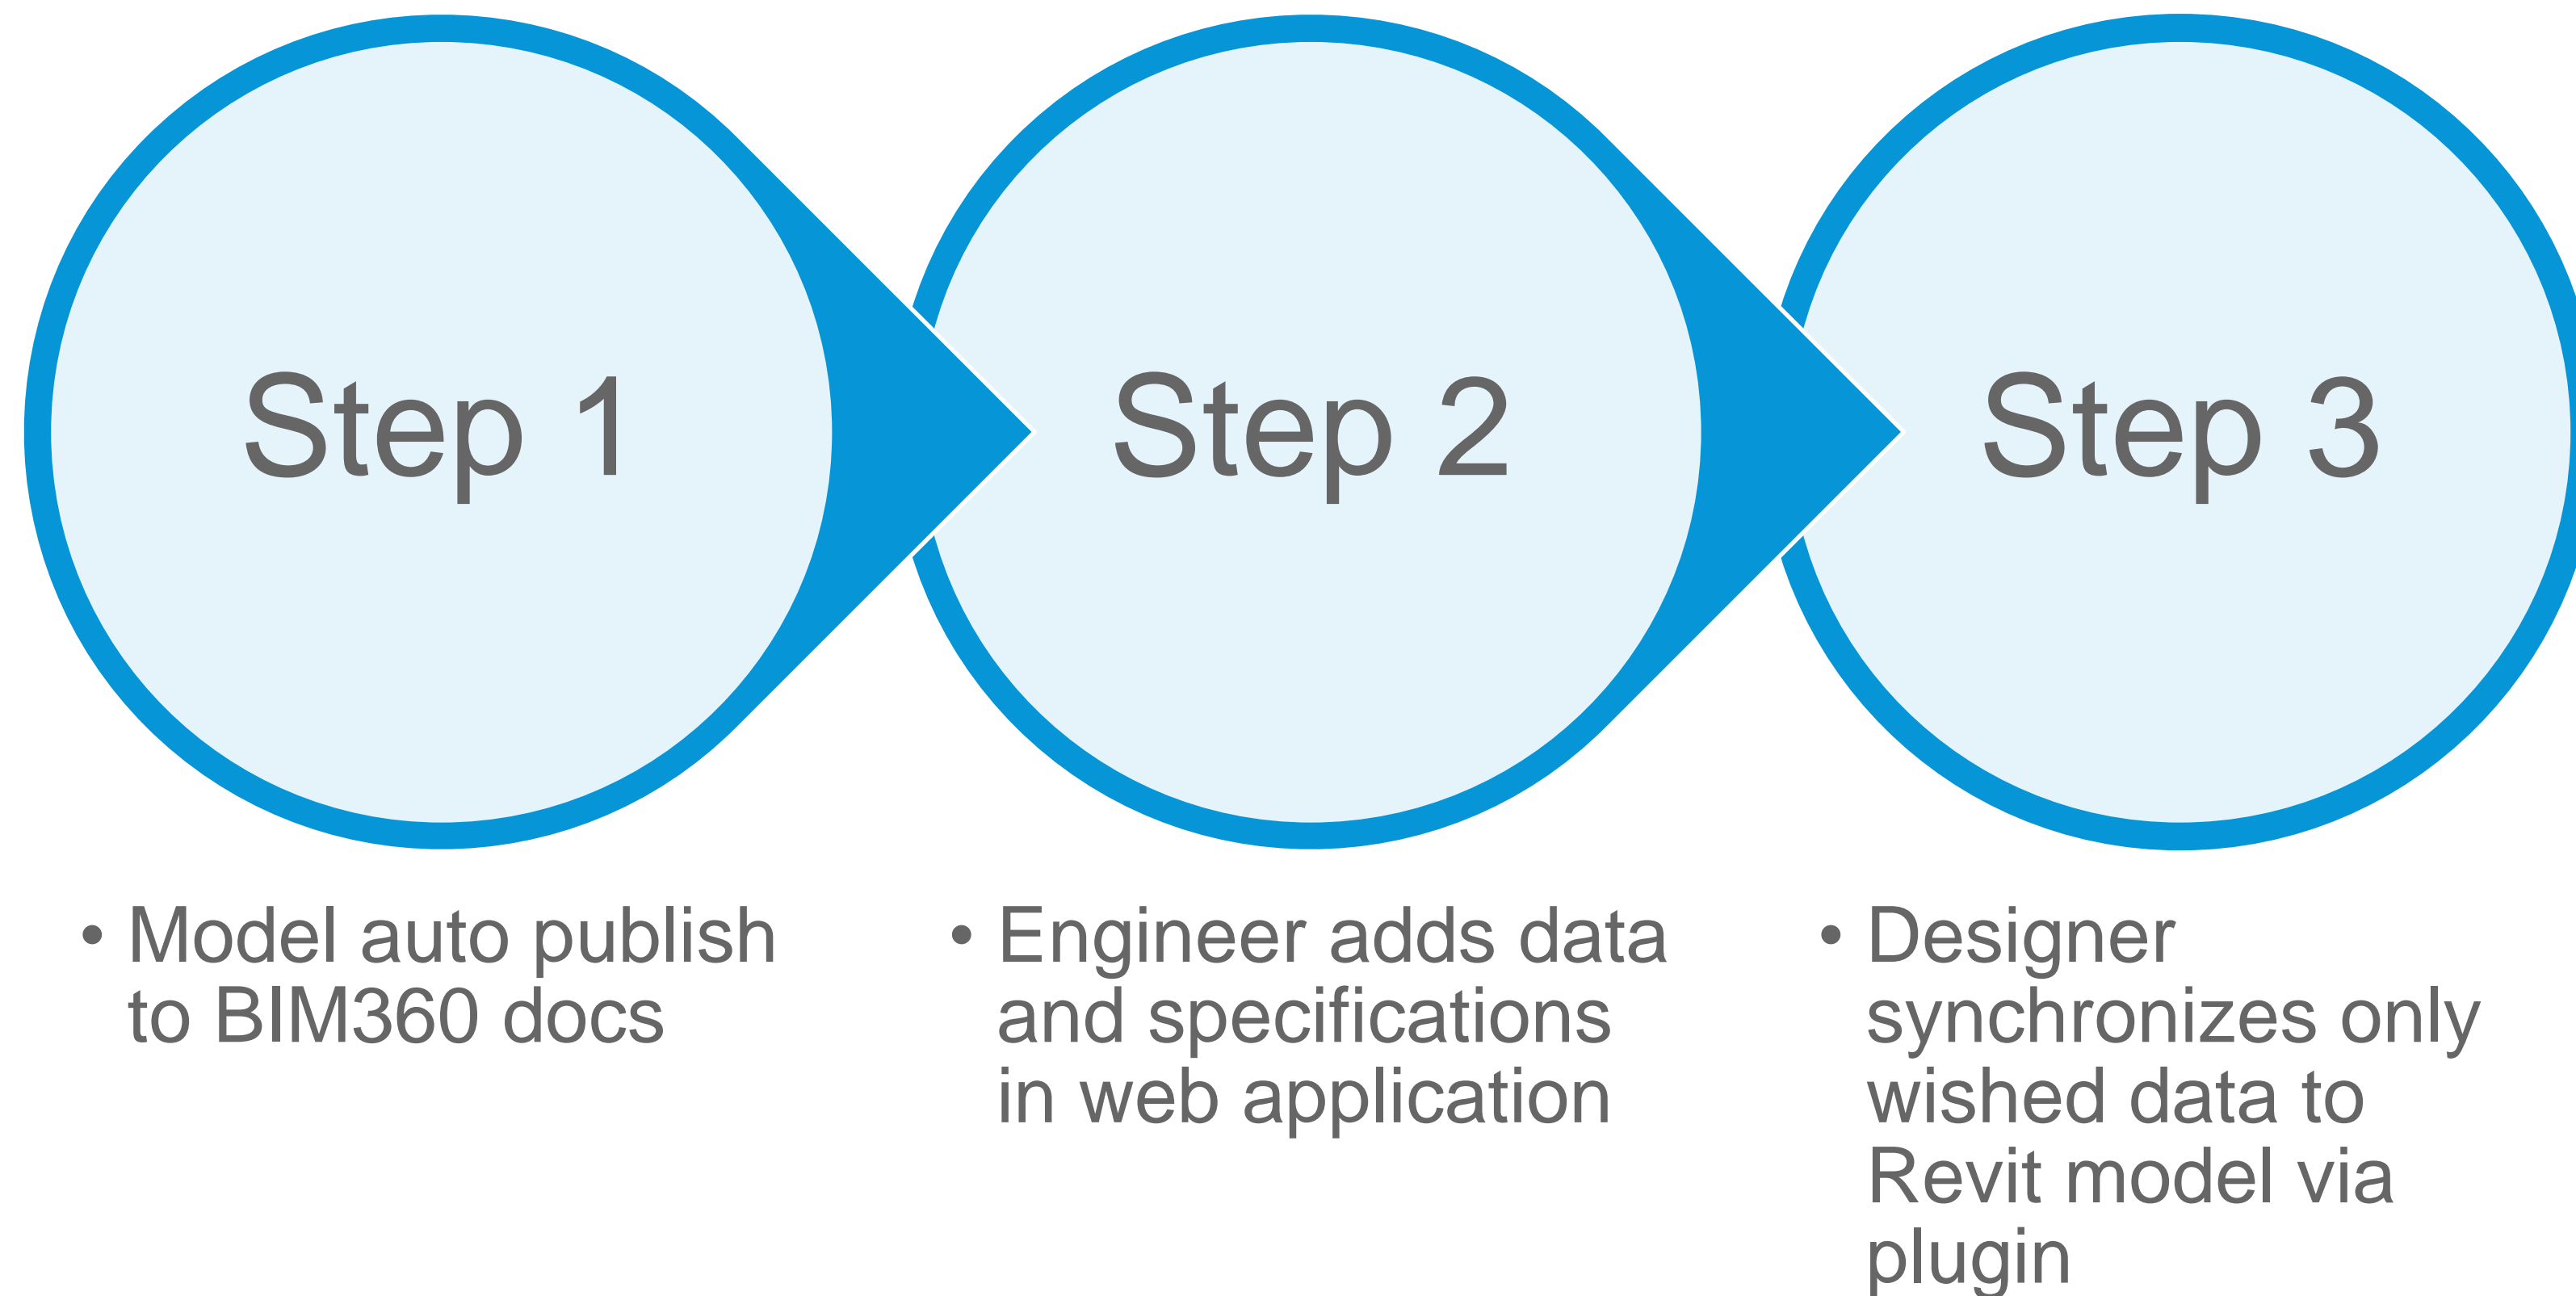 Step 1
Step 2
Step 3
• Model auto publish
to BIM360 docs
• Engineer adds data
and specifications
in web application
• Designer
synchronizes only
wished data to
Revit model via
plugin